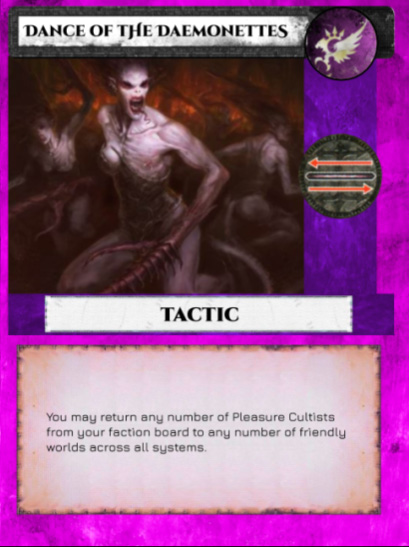 DANCE OF THE DAEMONETTES
TACTIC
You may return any number of Pleasure Cultists
from your faction board to any number of friendly
worlds across all systems.